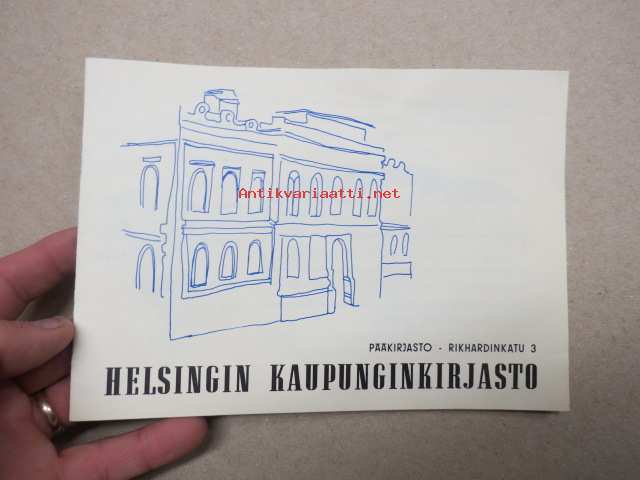 Antikvariaatti.net
PÄÄKIRJASTO - RIKHARDINKATU 3
HELSINGIN KAUPUNGINKIRJASTO